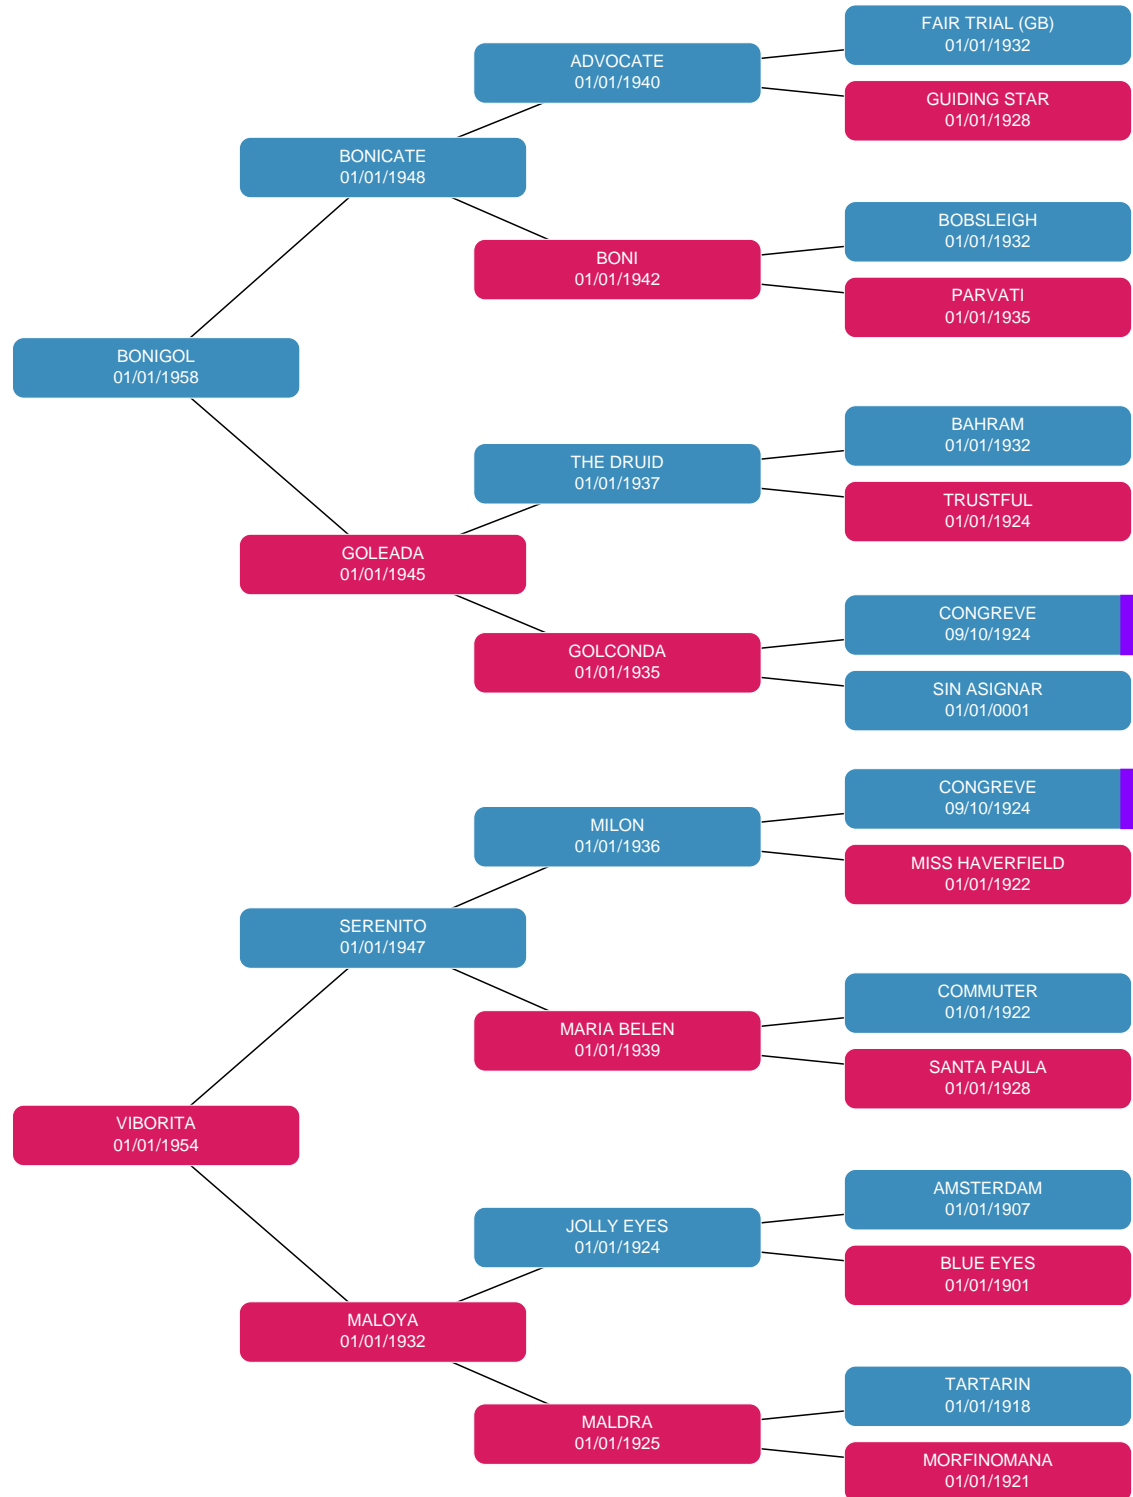 FAIR TRIAL (GB)
01/01/1932
ADVOCATE
01/01/1940
GUIDING STAR
01/01/1928
BONICATE
01/01/1948
BOBSLEIGH
01/01/1932
BONI
01/01/1942
PARVATI
01/01/1935
BONIGOL
01/01/1958
BAHRAM
01/01/1932
THE DRUID
01/01/1937
TRUSTFUL
01/01/1924
GOLEADA
01/01/1945
CONGREVE
09/10/1924
GOLCONDA
01/01/1935
SIN ASIGNAR
01/01/0001
CONGREVE
09/10/1924
MILON
01/01/1936
MISS HAVERFIELD
01/01/1922
SERENITO
01/01/1947
COMMUTER
01/01/1922
MARIA BELEN
01/01/1939
SANTA PAULA
01/01/1928
VIBORITA
01/01/1954
AMSTERDAM
01/01/1907
JOLLY EYES
01/01/1924
BLUE EYES
01/01/1901
MALOYA
01/01/1932
TARTARIN
01/01/1918
MALDRA
01/01/1925
MORFINOMANA
01/01/1921